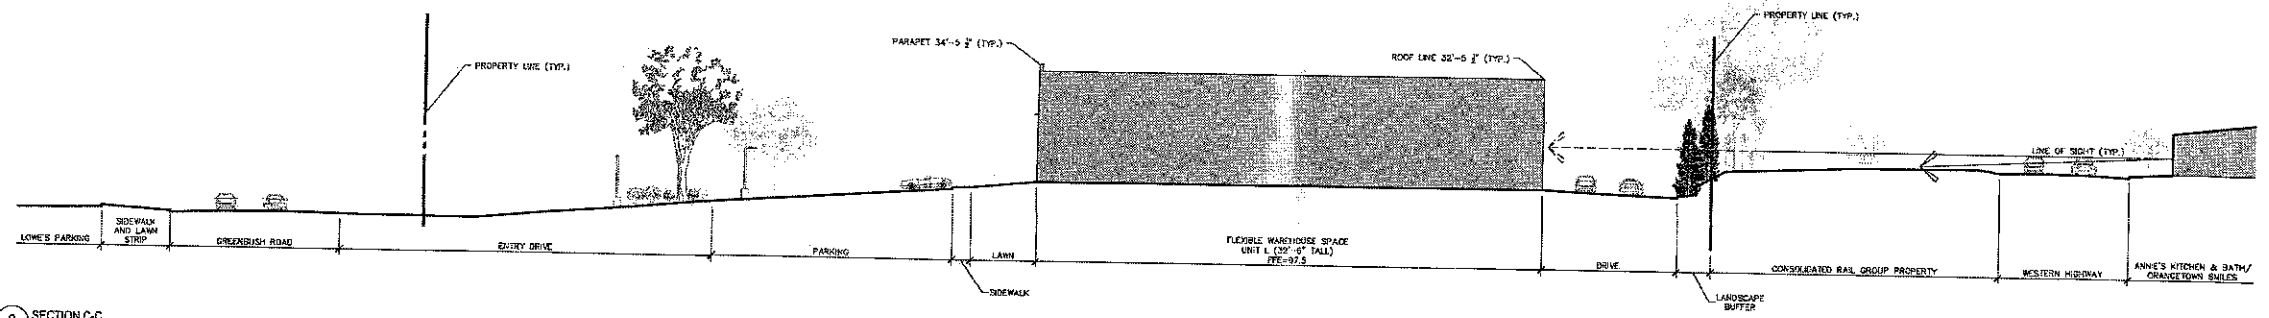 PROPERTY LINE (TYP.)
PARAPET 34'-5 ½" (TYP.)
ROOF LINE 32'-5 ½" (TYP.)
PROPERTY LINE (TYP.)
LINE OF SIGHT (TYP.)
LOWE'S PARKING
SIDEWALK
AND LAWN
STRIP
GREENBUSH ROAD
ENTRY DRIVE
PARKING
SIDEWALK
LAWN
FLEXIBLE WAREHOUSE SPACE
UNIT L (32'-6" TALL)
FFE=97.5
DRIVE
LANDSCAPE
BUFFER
CONSOLIDATED RAIL GROUP PROPERTY
WESTERN HIGHWAY
ANNIE'S KITCHEN & BATH/
ORANGETOWN SMILES
SECTION C-C